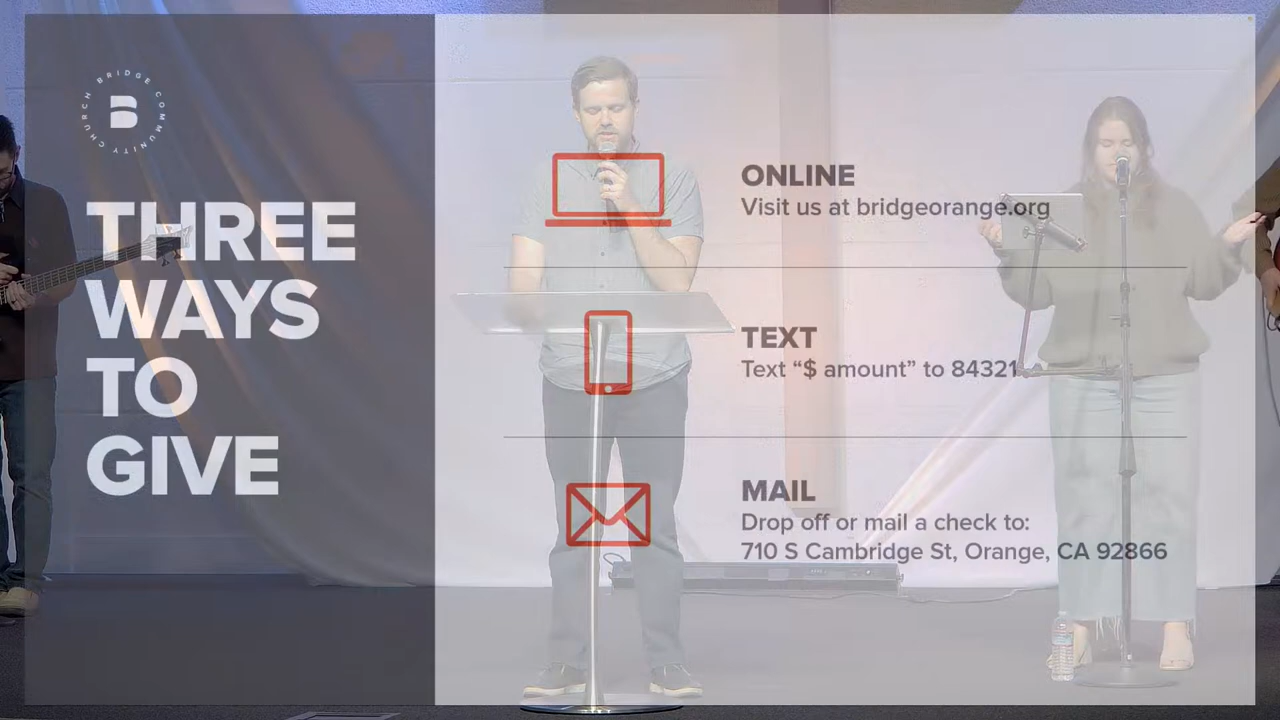 BRIDGE COMMUNITY CHURCH
B
THREE
WAYS
TO
GIVE
ONLINE
Visit us at bridgeorange.org
TEXT
Text “$ amount” to 84321
MAIL
Drop off or mail a check to:
710 S Cambridge St, Orange, CA 92866